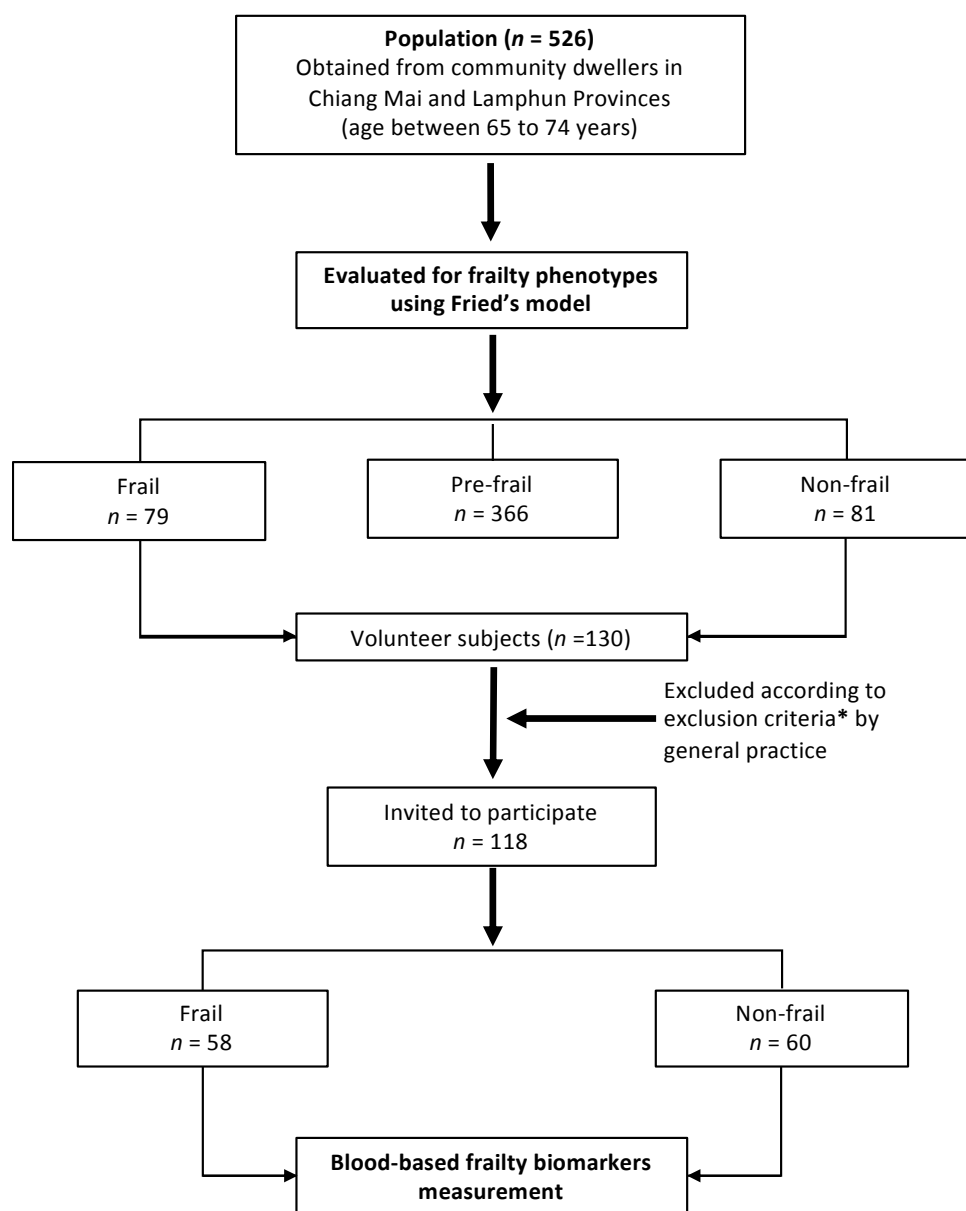 Population (n = 526)
Obtained from community dwellers in
Chiang Mai and Lamphun Provinces
(age between 65 to 74 years)
Evaluated for frailty phenotypes
using Fried’s model
Frail
n = 79
Pre-frail
n = 366
Non-frail
n = 81
Volunteer subjects (n =130)
Excluded according to
exclusion criteria* by
general practice
Invited to participate
n = 118
Frail
n = 58
Non-frail
n = 60
Blood-based frailty biomarkers
measurement